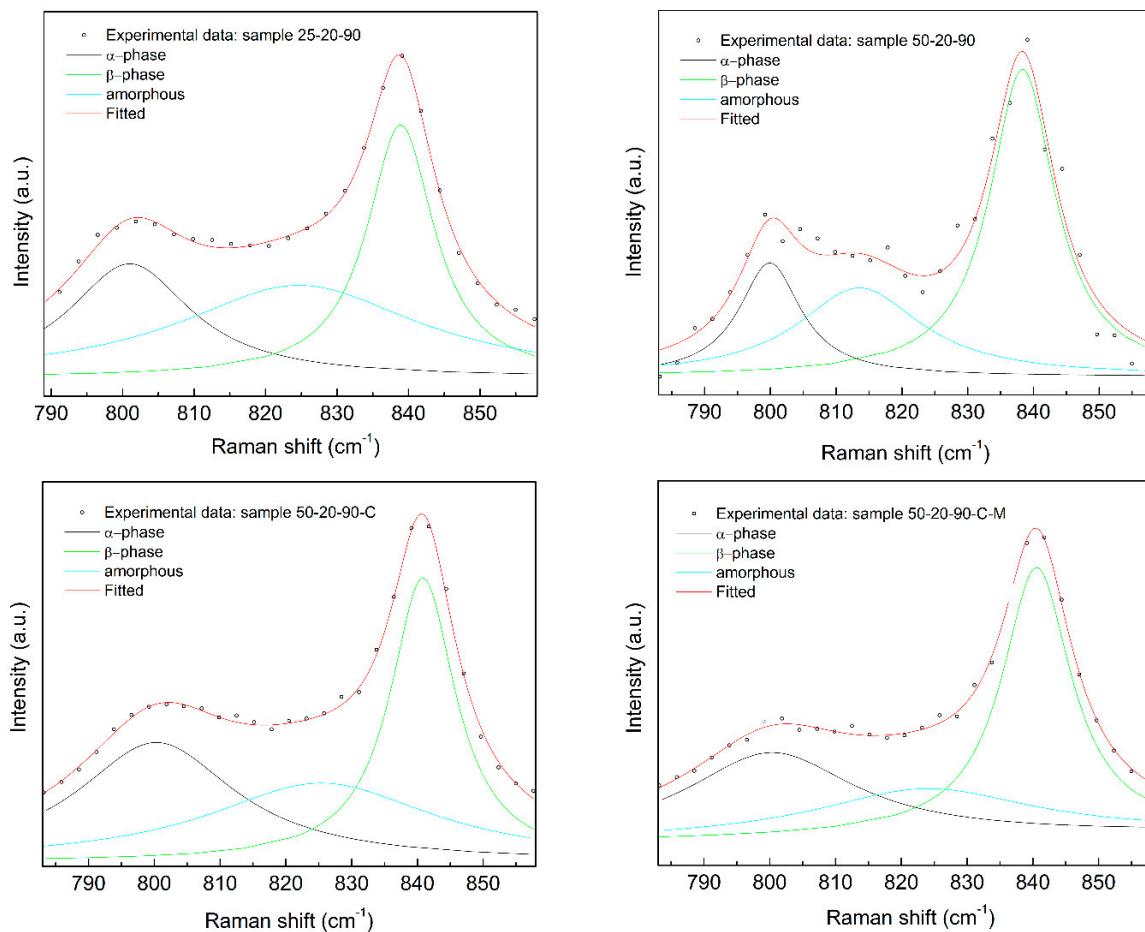 Experimental data: sample 25-20-90
α−phase
β−phase
amorphous
Fitted
Intensity (a.u.)
790 800 810 820 830 840 850
Raman shift (cm⁻¹)
Experimental data: sample 50-20-90
α−phase
β−phase
amorphous
Fitted
Intensity (a.u.)
790 800 810 820 830 840 850
Raman shift (cm⁻¹)
Experimental data: sample 50-20-90-C
α−phase
β−phase
amorphous
Fitted
Intensity (a.u.)
790 800 810 820 830 840 850
Raman shift (cm⁻¹)
Experimental data: sample 50-20-90-C-M
α−phase
β−phase
amorphous
Fitted
Intensity (a.u.)
790 800 810 820 830 840 850
Raman shift (cm⁻¹)